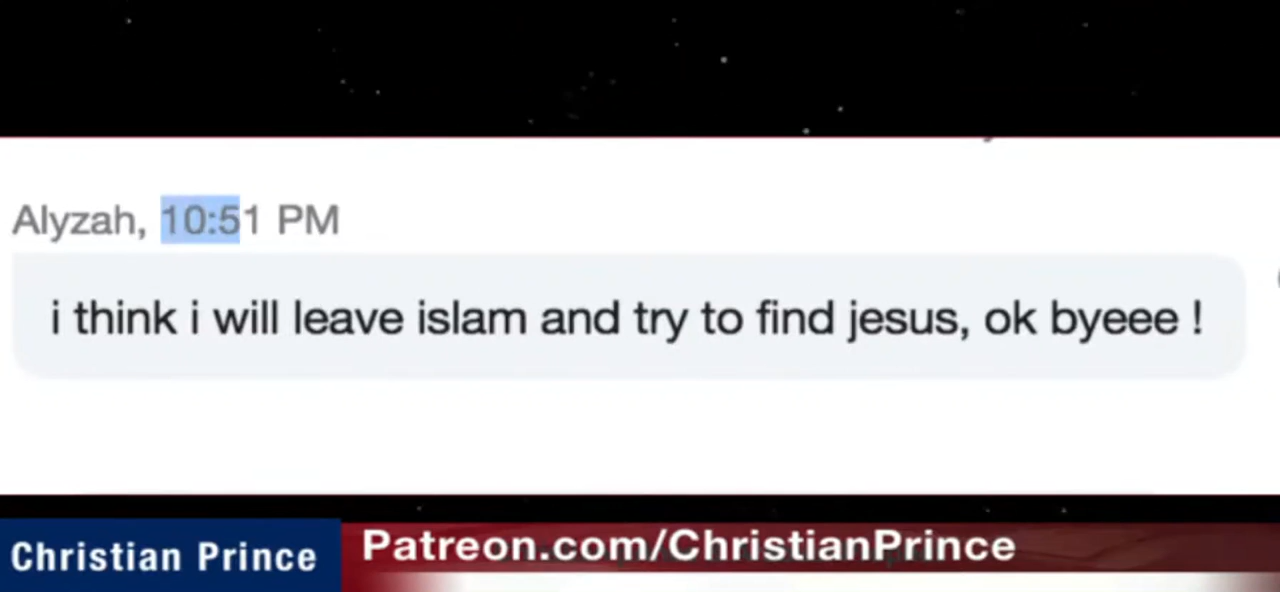 Alyzah, 10:51 PM
i think i will leave islam and try to find jesus, ok byeee !
Christian Prince
Patreon.com/ChristianPrince